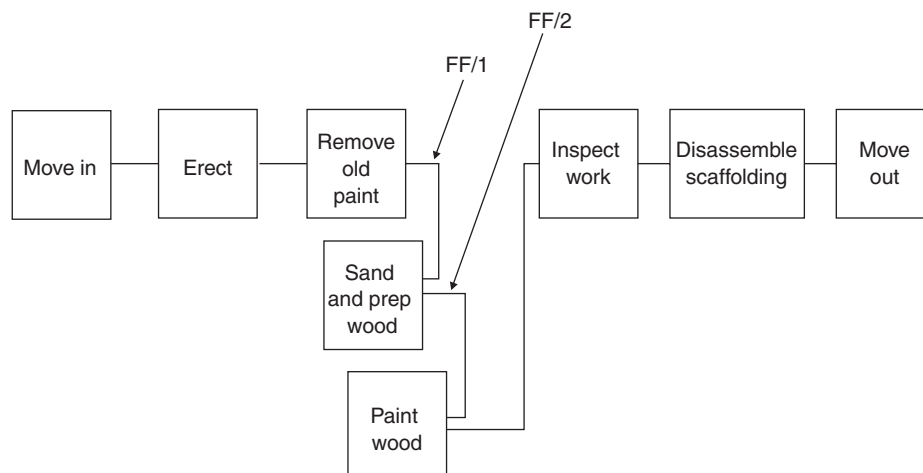 FF/2
FF/1
Move in
Erect
Remove
old
paint
Inspect
work
Disassemble
scaffolding
Move
out
Sand
and prep
wood
Paint
wood